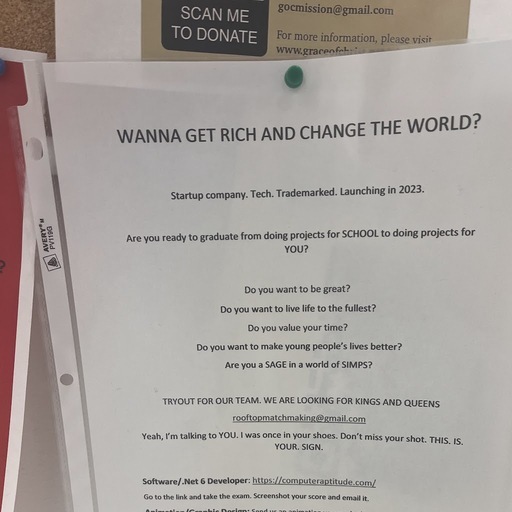 SCAN ME
TO DONATE
gocmission@gmail.com
For more information, please visit
AVERY®
PV119S
WANNA GET RICH AND CHANGE THE WORLD?
Startup company. Tech. Trademarked. Launching in 2023.
Are you ready to graduate from doing projects for SCHOOL to doing projects for
YOU?
Do you want to be great?
Do you want to live life to the fullest?
Do you value your time?
Do you want to make young people's lives better?
Are you a SAGE in a world of SIMPS?
TRYOUT FOR OUR TEAM. WE ARE LOOKING FOR KINGS AND QUEENS
rooftopmatchmaking@gmail.com
Yeah, I'm talking to YOU. I was once in your shoes. Don't miss your shot. THIS. IS.
YOUR. SIGN.
Software/.Net 6 Developer: https://computeraptitude.com/
Go to the link and take the exam. Screenshot your score and email it.
Animation/Graphic Design: Send us an